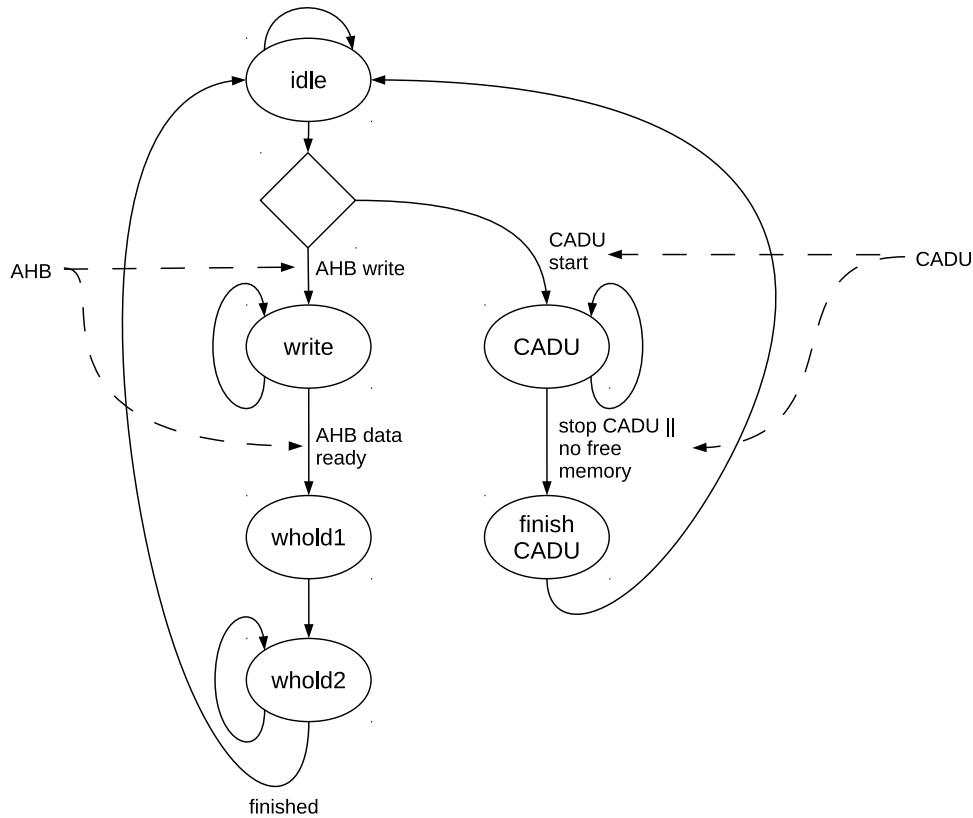 idle
CADU
start
AHB
AHB write
CADU
write
CADU
AHB data
ready
stop CADU ||
no free
memory
whold1
finish
CADU
whold2
finished